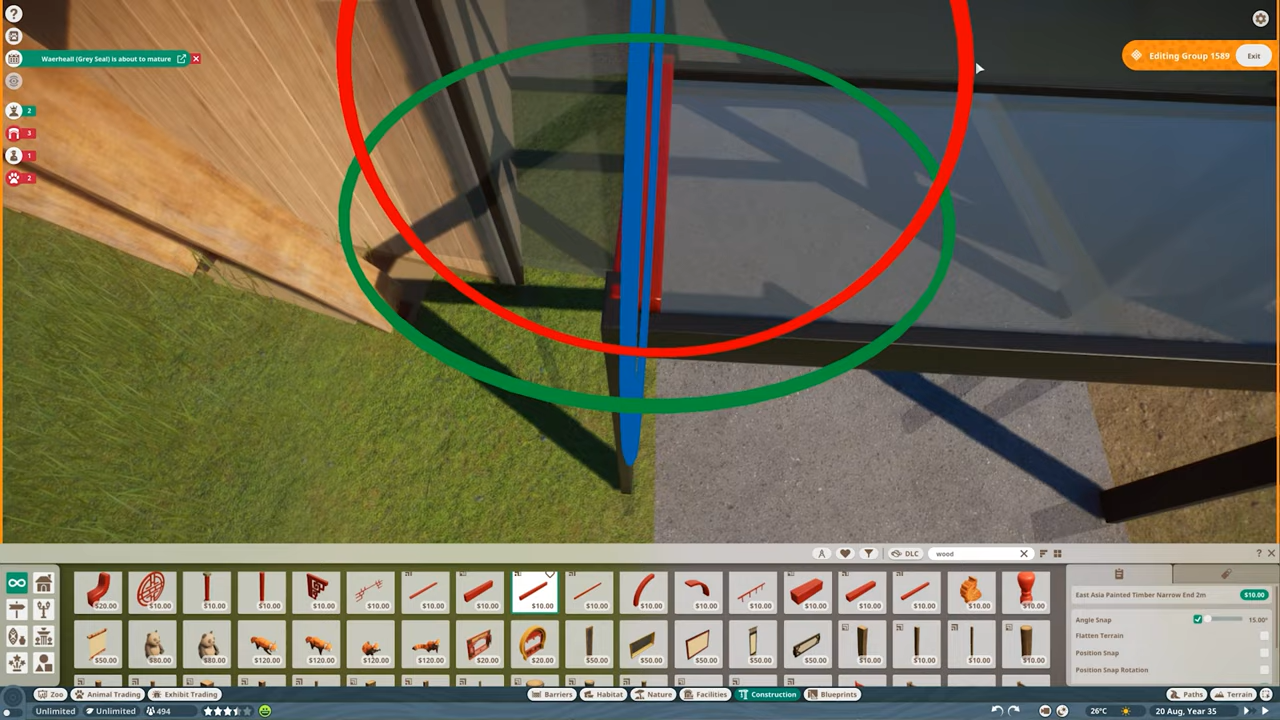 ?
Waerheall (Grey Seal) is about to mature
2
3
1
2
Editing Group 1589
Exit
DLC
wood
?
$20.00 $10.00 $10.00 $10.00 $10.00 $10.00 $10.00 $10.00 $10.00 $10.00 $10.00 $10.00 $10.00 $10.00 $10.00 $10.00 $10.00 $10.00
$50.00 $80.00 $80.00 $120.00 $120.00 $120.00 $120.00 $20.00 $20.00 $50.00 $50.00 $50.00 $50.00 $50.00 $10.00 $10.00 $10.00 $10.00
East Asia Painted Timber Narrow End 2m $10.00
Angle Snap 15.00°
Flatten Terrain
Position Snap
Position Snap Rotation
Zoo Animal Trading Exhibit Trading Barriers Habitat Nature Facilities Construction Blueprints Paths Terrain
Unlimited Unlimited 494 26°C 20 Aug, Year 35